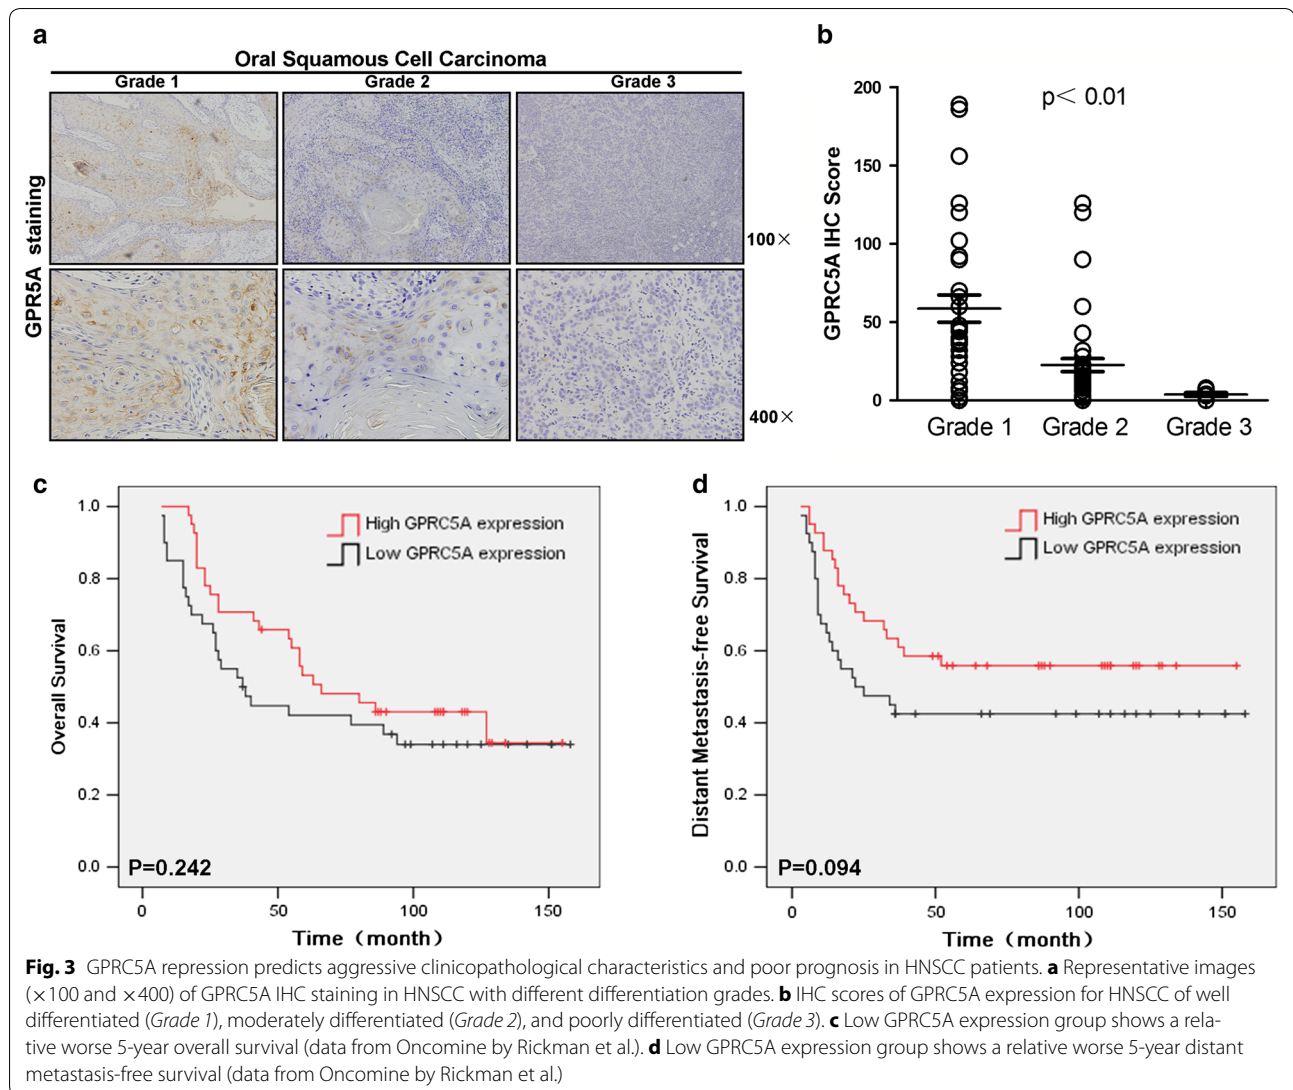 a
Oral Squamous Cell Carcinoma
Grade 1 Grade 2 Grade 3
GPR5A staining
100×
400×
b
p< 0.01
GPRC5A IHC Score
200
150
100
50
0
Grade 1 Grade 2 Grade 3
c
High GPRC5A expression
Low GPRC5A expression
Overall Survival
1.0
0.8
0.6
0.4
0.2
0.0
P=0.242
0 50 100 150
Time (month)
d
High GPRC5A expression
Low GPRC5A expression
Distant Metastasis-free Survival
1.0
0.8
0.6
0.4
0.2
0.0
P=0.094
0 50 100 150
Time (month)
Fig. 3 GPRC5A repression predicts aggressive clinicopathological characteristics and poor prognosis in HNSCC patients. a Representative images
(×100 and ×400) of GPRC5A IHC staining in HNSCC with different differentiation grades. b IHC scores of GPRC5A expression for HNSCC of well
differentiated (Grade 1), moderately differentiated (Grade 2), and poorly differentiated (Grade 3). c Low GPRC5A expression group shows a rela-
tive worse 5-year overall survival (data from Oncomine by Rickman et al.). d Low GPRC5A expression group shows a relative worse 5-year distant
metastasis-free survival (data from Oncomine by Rickman et al.)